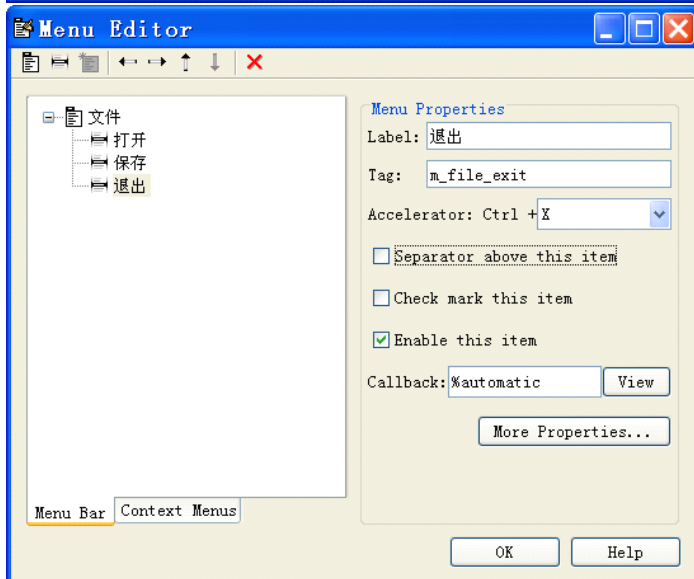 Menu Editor
文件
打开
保存
退出
Menu Properties
Label: 退出
Tag: m_file_exit
Accelerator: Ctrl + X
Separator above this item
Check mark this item
Enable this item
Callback: %automatic View
More Properties...
Menu Bar Context Menus
OK Help